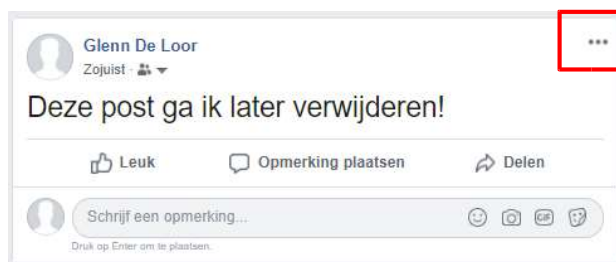 Glenn De Loor
Zojuist
Deze post ga ik later verwijderen!
Leuk Opmerking plaatsen Delen
Schrijf een opmerking... GIF
Druk op Enter om te plaatsen.